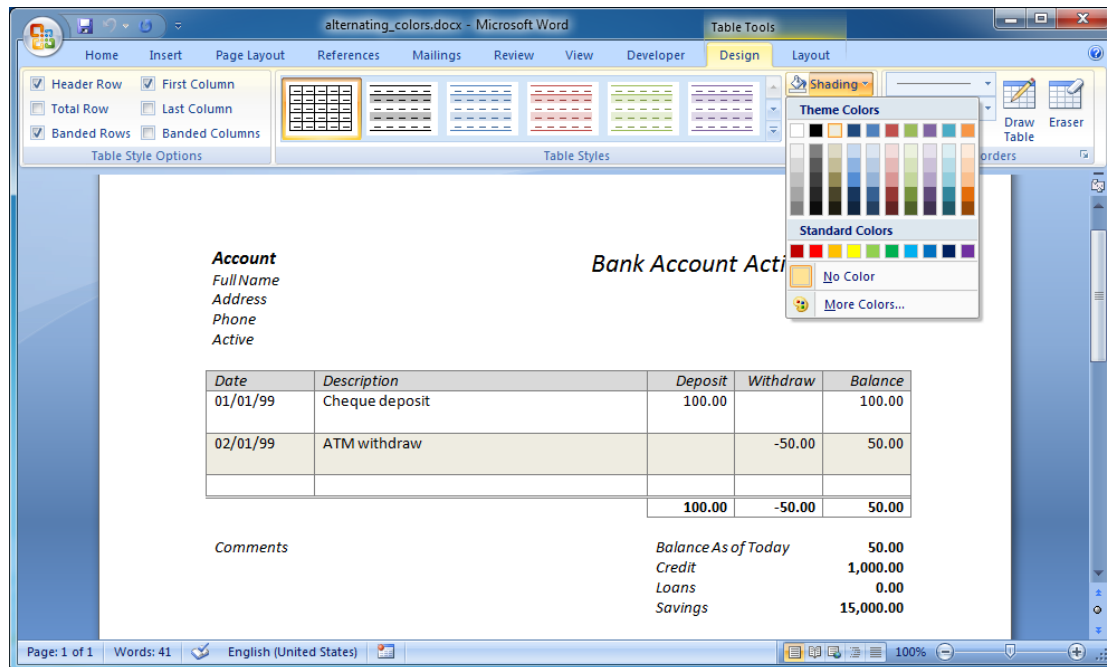 alternating_colors.docx - Microsoft Word
Table Tools
Home Insert Page Layout References Mailings Review View Developer Design Layout
Header Row First Column
Total Row Last Column
Banded Rows Banded Columns
Table Style Options
Table Styles
Shading
Draw Table
Eraser
orders
Theme Colors
Standard Colors
No Color
More Colors...
Account
Bank Account Acti
Full Name
Address
Phone
Active
Date Description Deposit Withdraw Balance
01/01/99 Cheque deposit 100.00 100.00
02/01/99 ATM withdraw -50.00 50.00
100.00 -50.00 50.00
Comments
Balance As of Today 50.00
Credit 1,000.00
Loans 0.00
Savings 15,000.00
Page: 1 of 1 Words: 41 English (United States) 100%